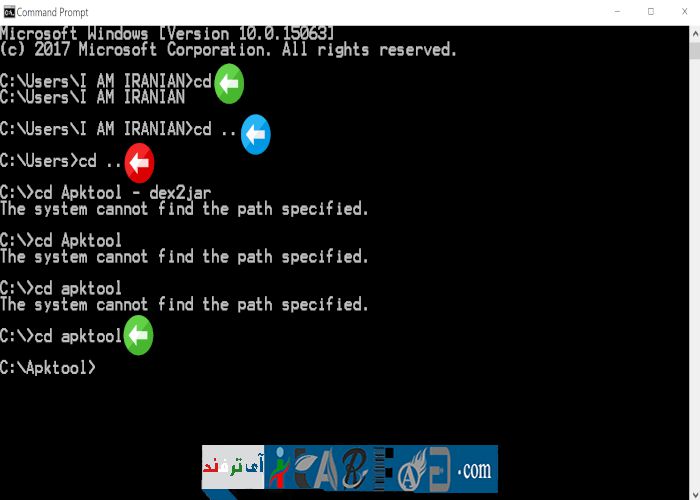 Command Prompt
Microsoft Windows [Version 10.0.15063]
(c) 2017 Microsoft Corporation. All rights reserved.
C:\Users\I AM IRANIAN>cd
C:\Users\I AM IRANIAN
C:\Users\I AM IRANIAN>cd ..
C:\Users>cd ..
C:\>cd Apktool - dex2jar
The system cannot find the path specified.
C:\>cd Apktool
The system cannot find the path specified.
C:\>cd apktool
The system cannot find the path specified.
C:\>cd apktool
C:\Apktool>
آی ترفند
.com